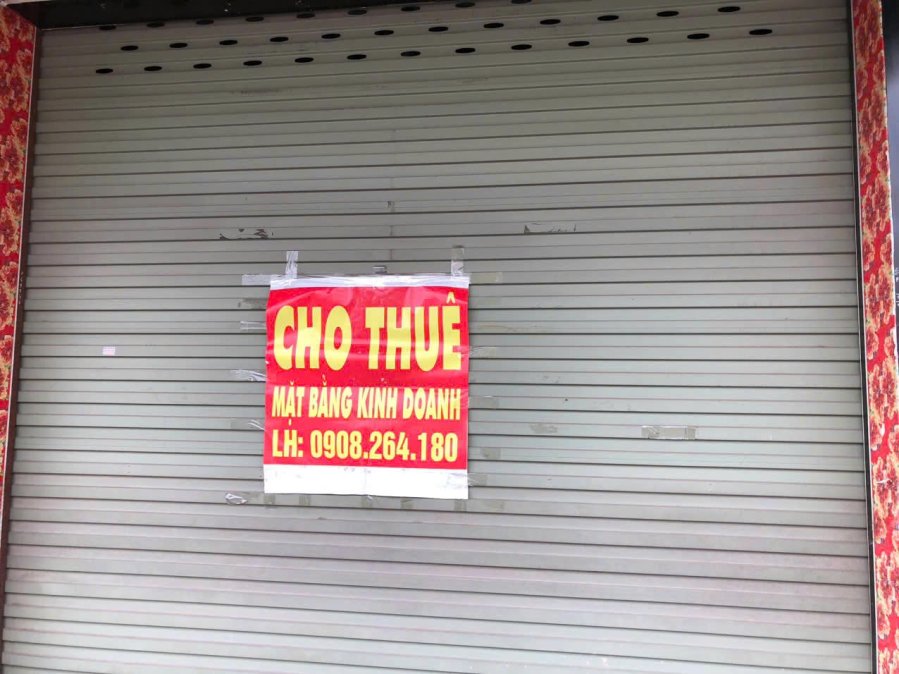 CHO THUÊ
MẶT BẰNG KINH DOANH
LH: 0908.264.180